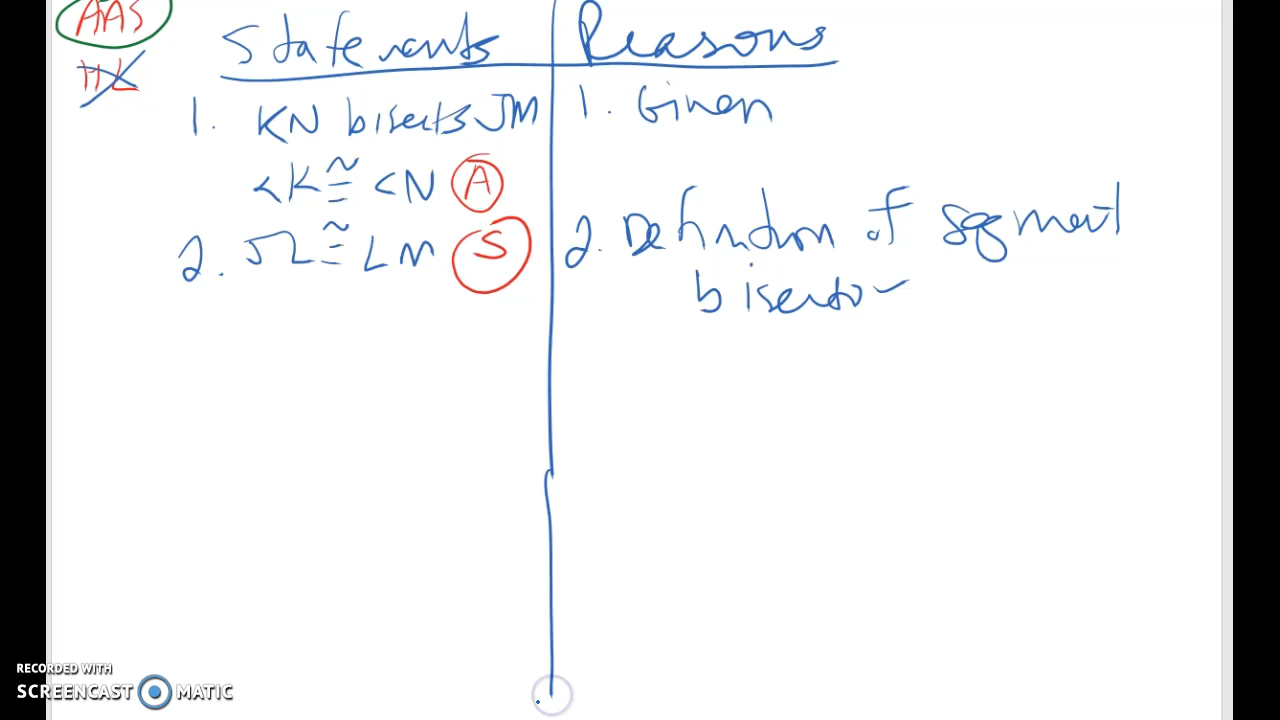 AAS
HL
Statements Reasons
1. KN bisects JM 1. Given
<K ≅ <N A
2. JL ≅ LM S 2. Definition of segment
bisector
RECORDED WITH
SCREENCAST MATIC